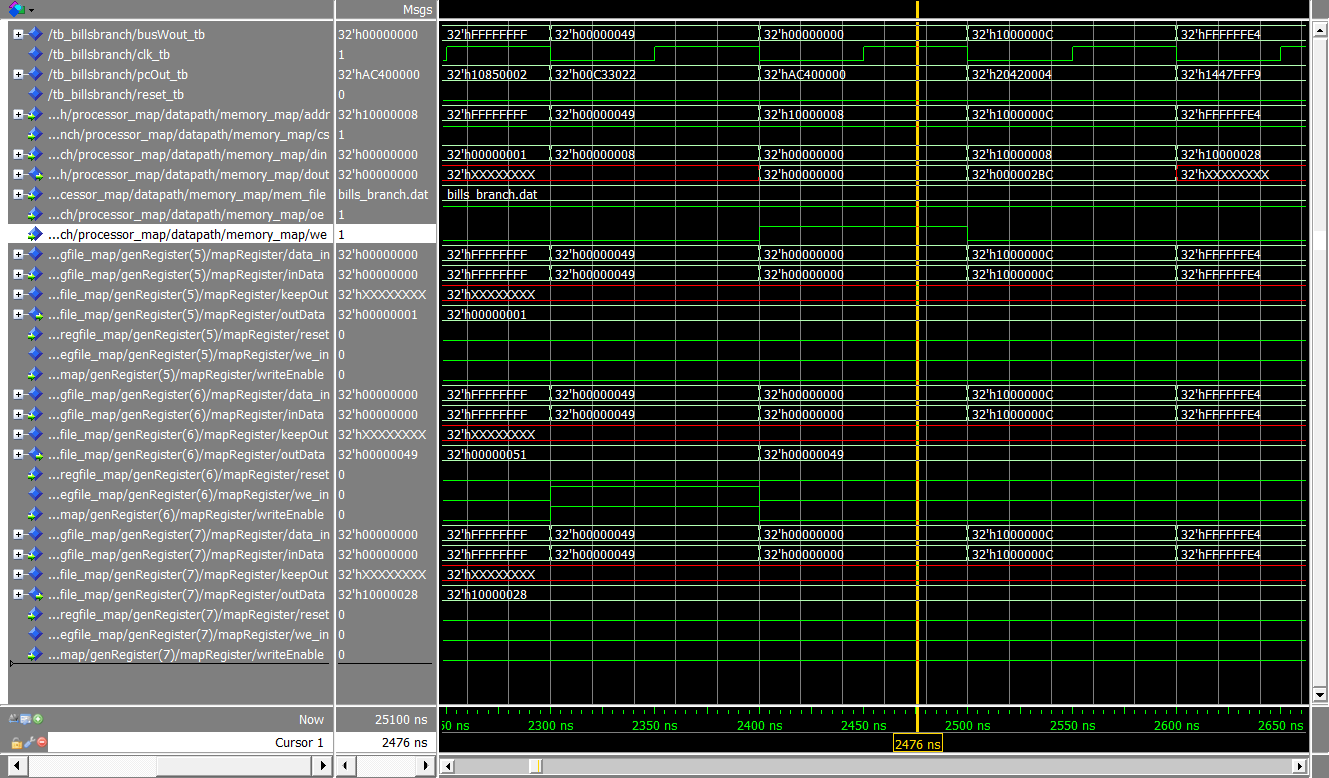 Msgs
/tb_billsbranch/busWout_tb 32'h00000000 32'hFFFFFFFF 32'h00000049 32'h00000000 32'h1000000C 32'hFFFFFFE4
/tb_billsbranch/clk_tb 1
/tb_billsbranch/pcOut_tb 32'hAC400000 32'h10850002 32'h00C33022 32'hAC400000 32'h20420004 32'h1447FFF9
/tb_billsbranch/reset_tb 0
...h/processor_map/datapath/memory_map/addr 32'h10000008 32'hFFFFFFFF 32'h00000049 32'h10000008 32'h1000000C 32'hFFFFFFE4
...nch/processor_map/datapath/memory_map/cs 1
...ch/processor_map/datapath/memory_map/din 32'h00000000 32'h00000001 32'h00000008 32'h00000000 32'h10000008 32'h10000028
...h/processor_map/datapath/memory_map/dout 32'h00000000 32'hXXXXXXXX 32'h00000000 32'h000002BC 32'hXXXXXXXX
...cessor_map/datapath/memory_map/mem_file bills_branch.dat bills_branch.dat
...ch/processor_map/datapath/memory_map/oe 1
...ch/processor_map/datapath/memory_map/we 1
...gfile_map/genRegister(5)/mapRegister/data_in 32'h00000000 32'hFFFFFFFF 32'h00000049 32'h00000000 32'h1000000C 32'hFFFFFFE4
...gfile_map/genRegister(5)/mapRegister/inData 32'h00000000 32'hFFFFFFFF 32'h00000049 32'h00000000 32'h1000000C 32'hFFFFFFE4
...file_map/genRegister(5)/mapRegister/keepOut 32'hXXXXXXXX 32'hXXXXXXXX
...file_map/genRegister(5)/mapRegister/outData 32'h00000001 32'h00000001
...regfile_map/genRegister(5)/mapRegister/reset 0
...egfile_map/genRegister(5)/mapRegister/we_in 0
...map/genRegister(5)/mapRegister/writeEnable 0
...gfile_map/genRegister(6)/mapRegister/data_in 32'h00000000 32'hFFFFFFFF 32'h00000049 32'h00000000 32'h1000000C 32'hFFFFFFE4
...gfile_map/genRegister(6)/mapRegister/inData 32'h00000000 32'hFFFFFFFF 32'h00000049 32'h00000000 32'h1000000C 32'hFFFFFFE4
...file_map/genRegister(6)/mapRegister/keepOut 32'hXXXXXXXX 32'hXXXXXXXX
...file_map/genRegister(6)/mapRegister/outData 32'h00000049 32'h00000051 32'h00000049
...regfile_map/genRegister(6)/mapRegister/reset 0
...egfile_map/genRegister(6)/mapRegister/we_in 0
...map/genRegister(6)/mapRegister/writeEnable 0
...gfile_map/genRegister(7)/mapRegister/data_in 32'h00000000 32'hFFFFFFFF 32'h00000049 32'h00000000 32'h1000000C 32'hFFFFFFE4
...gfile_map/genRegister(7)/mapRegister/inData 32'h00000000 32'hFFFFFFFF 32'h00000049 32'h00000000 32'h1000000C 32'hFFFFFFE4
...file_map/genRegister(7)/mapRegister/keepOut 32'hXXXXXXXX 32'hXXXXXXXX
...file_map/genRegister(7)/mapRegister/outData 32'h10000028 32'h10000028
...regfile_map/genRegister(7)/mapRegister/reset 0
...egfile_map/genRegister(7)/mapRegister/we_in 0
...map/genRegister(7)/mapRegister/writeEnable 0
Now 25100 ns 50 ns 2300 ns 2350 ns 2400 ns 2450 ns 2500 ns 2550 ns 2600 ns 2650 ns
Cursor 1 2476 ns 2476 ns